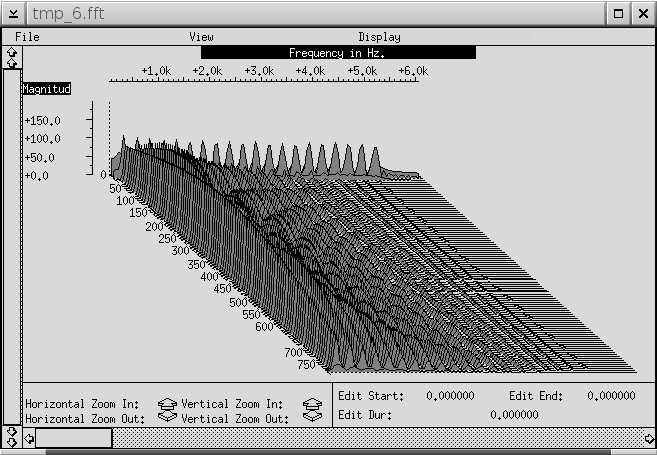 tmp_6.fft
File View Display
Frequency in Hz.
+1.0k +2.0k +3.0k +4.0k +5.0k +6.0k
Magnitud
+150.0
+100.0
+50.0
+0.0
0
50
100
150
200
250
300
350
400
450
500
550
600
700
750
Horizontal Zoom In: Vertical Zoom In:
Horizontal Zoom Out: Vertical Zoom Out:
Edit Start: 0.000000 Edit End: 0.000000
Edit Dur: 0.000000